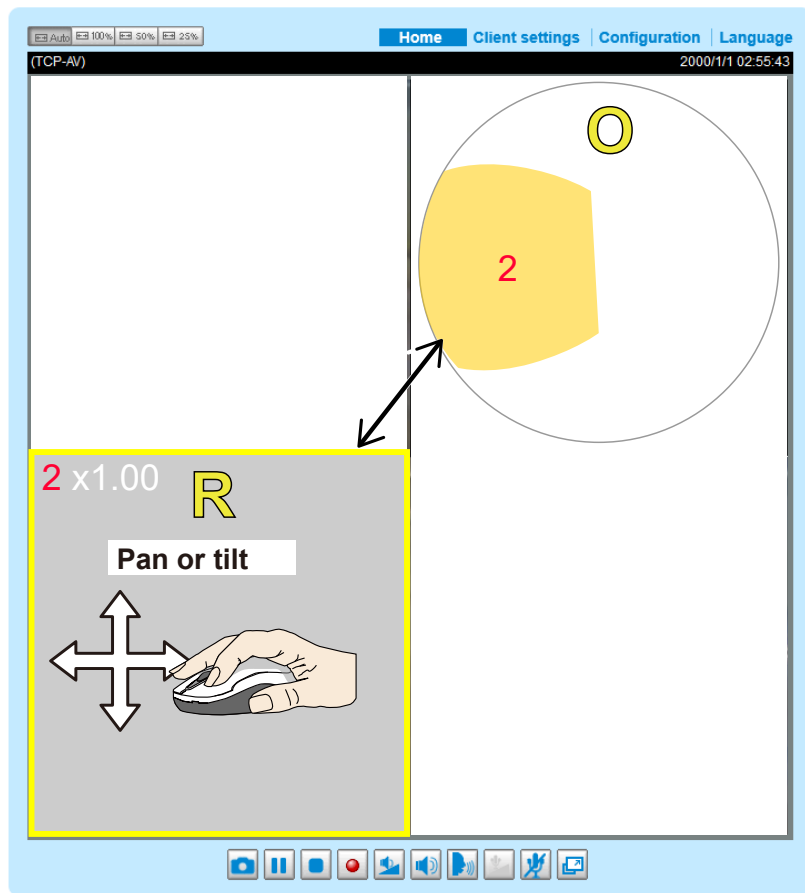 Auto 100% 50% 25%
Home Client settings Configuration Language
(TCP-AV) 2000/1/1 02:55:43
O
2
2 x1.00 R
Pan or tilt